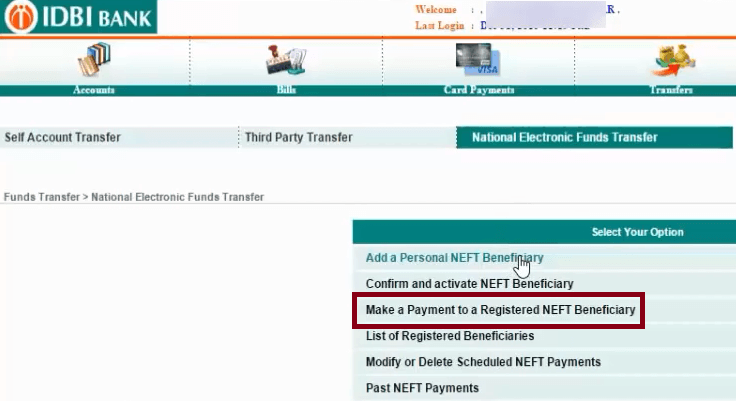 IDBI BANK
Welcome : , R .
Last Login :
VISA
Accounts Bills Card Payments Transfers
Self Account Transfer Third Party Transfer National Electronic Funds Transfer
Funds Transfer > National Electronic Funds Transfer
Select Your Option
Add a Personal NEFT Beneficiary
Confirm and activate NEFT Beneficiary
Make a Payment to a Registered NEFT Beneficiary
List of Registered Beneficiaries
Modify or Delete Scheduled NEFT Payments
Past NEFT Payments